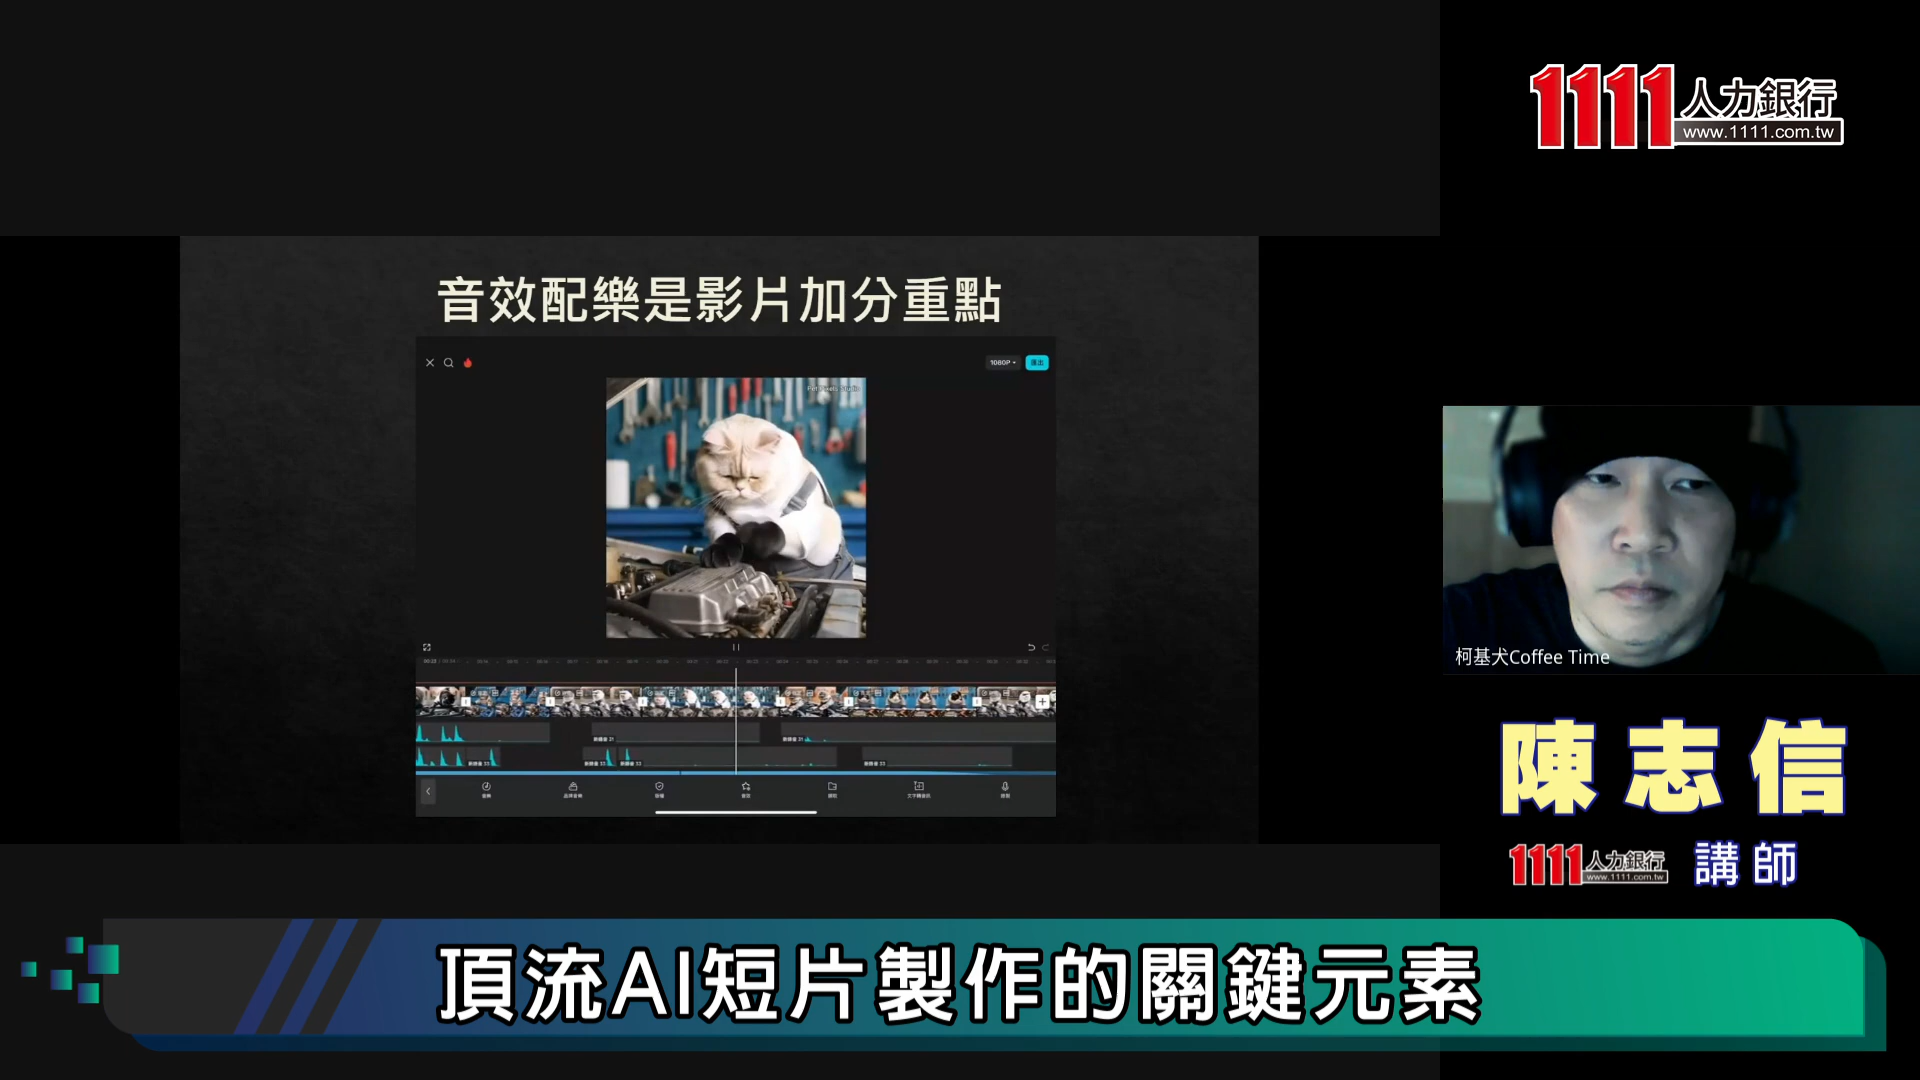 1111人力銀行
www.1111.com.tw
音效配樂是影片加分重點
1080P
匯出
柯基犬Coffee Time
陳志信
1111人力銀行
www.1111.com.tw
講師
頂流AI短片製作的關鍵元素